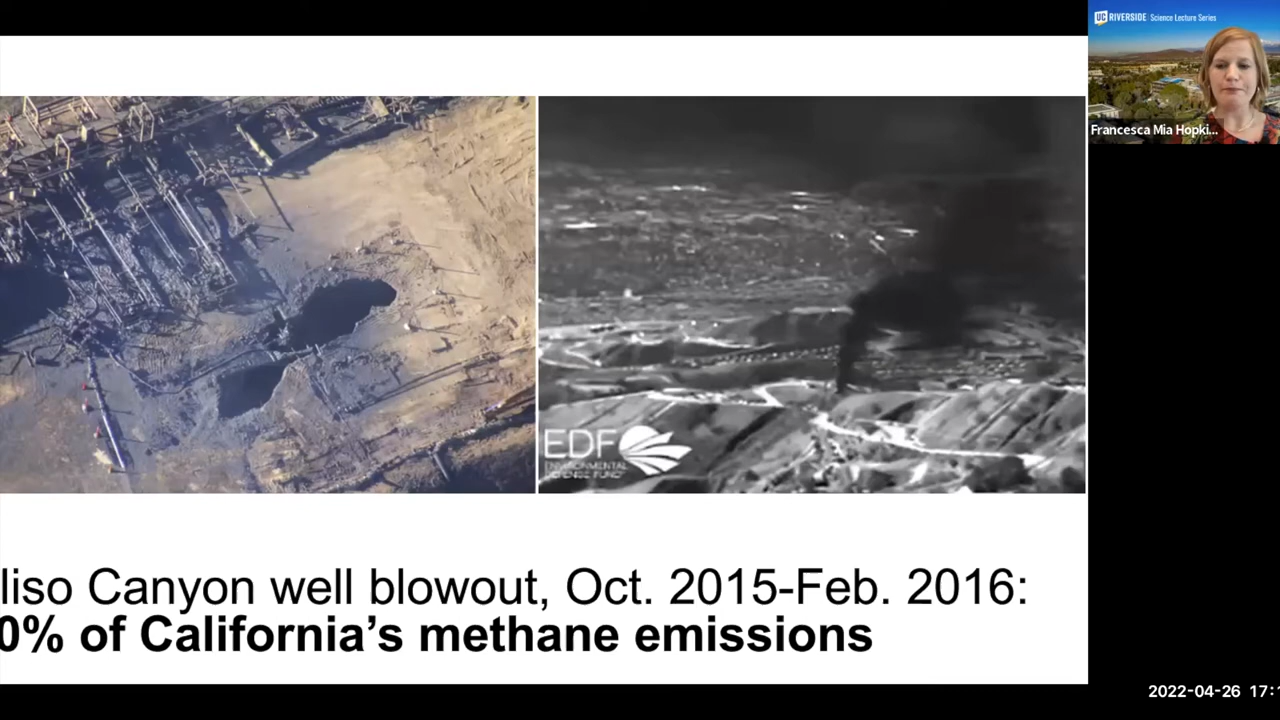 UC RIVERSIDE Science Lecture Series
Francesca Mia Hopki...
EDF
ENVIRONMENTAL
DEFENSE FUND
liso Canyon well blowout, Oct. 2015-Feb. 2016:
0% of California’s methane emissions
2022-04-26 17:1